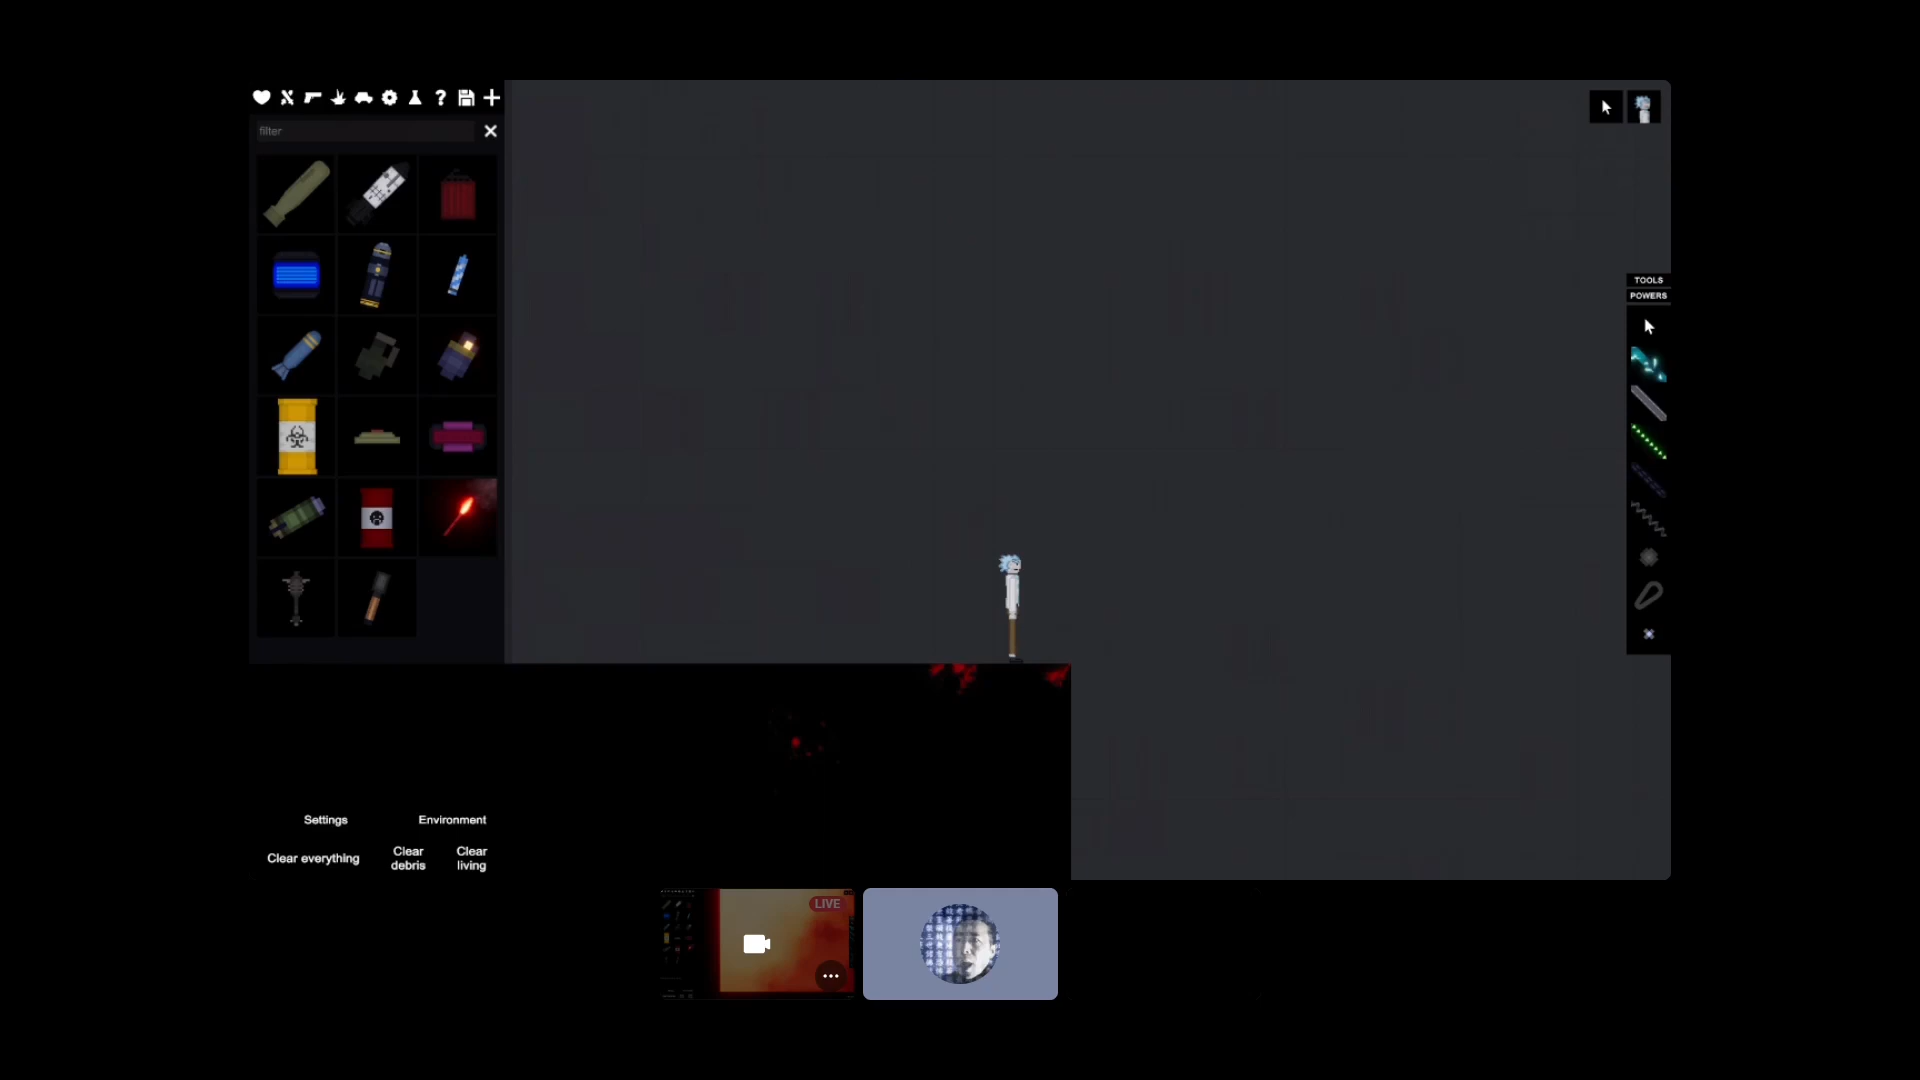 filter
TOOLS
POWERS
Settings
Environment
Clear everything
Clear
debris
Clear
living
LIVE